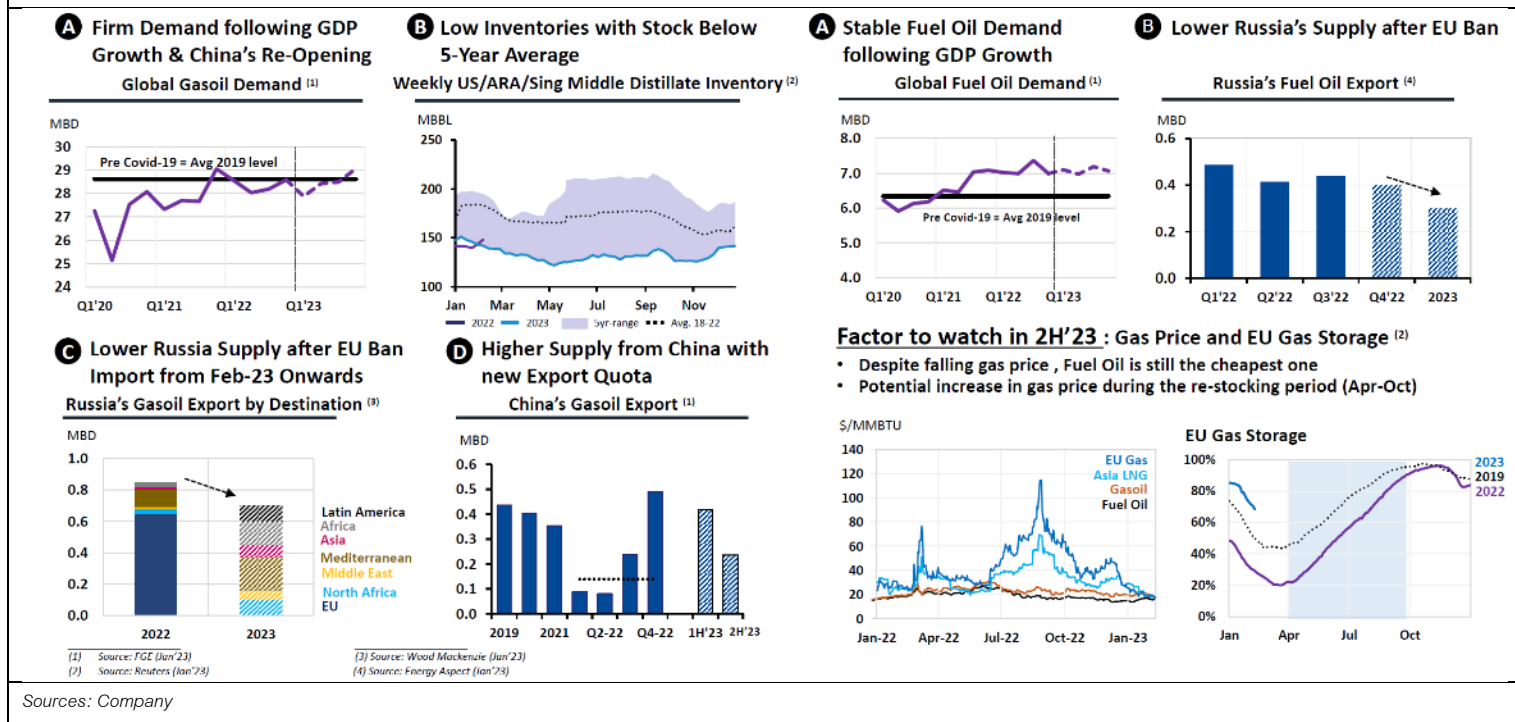 A Firm Demand following GDP
Growth & China's Re-Opening
Global Gasoil Demand (1)
MBD
30
29
28
27
26
25
24
Pre Covid-19 = Avg 2019 level
Q1'20 Q1'21 Q1'22 Q1'23
B Low Inventories with Stock Below
5-Year Average
Weekly US/ARA/Sing Middle Distillate Inventory (2)
MBBL
250
200
150
100
Jan Mar May Jul Sep Nov
2022 2023 5yr-range Avg. 18-22
A Stable Fuel Oil Demand
following GDP Growth
Global Fuel Oil Demand (1)
MBD
8.0
7.0
6.0
5.0
4.0
Pre Covid-19 = Avg 2019 level
Q1'20 Q1'21 Q1'22 Q1'23
B Lower Russia's Supply after EU Ban
Russia's Fuel Oil Export (4)
MBD
0.6
0.4
0.2
0.0
Q1'22 Q2'22 Q3'22 Q4'22 2023
C Lower Russia Supply after EU Ban
Import from Feb-23 Onwards
Russia's Gasoil Export by Destination (3)
MBD
1.0
0.8
0.6
0.4
0.2
0.0
2022 2023
Latin America
Africa
Asia
Mediterranean
Middle East
North Africa
EU
D Higher Supply from China with
new Export Quota
China's Gasoil Export (1)
MBD
0.6
0.5
0.4
0.3
0.2
0.1
0.0
2019 2021 Q2-22 Q4-22 1H'23 2H'23
Factor to watch in 2H'23 : Gas Price and EU Gas Storage (2)
• Despite falling gas price , Fuel Oil is still the cheapest one
• Potential increase in gas price during the re-stocking period (Apr-Oct)
$/MMBTU
140
120
100
80
60
40
20
0
EU Gas
Asia LNG
Gasoil
Fuel Oil
Jan-22 Apr-22 Jul-22 Oct-22 Jan-23
EU Gas Storage
100%
80%
60%
40%
20%
0%
Jan Apr Jul Oct
2023
2019
2022
(1) Source: FGE (Jan'23)
(2) Source: Reuters (Jan'23)
(3) Source: Wood Mackenzie (Jan'23)
(4) Source: Energy Aspect (Jan'23)
Sources: Company